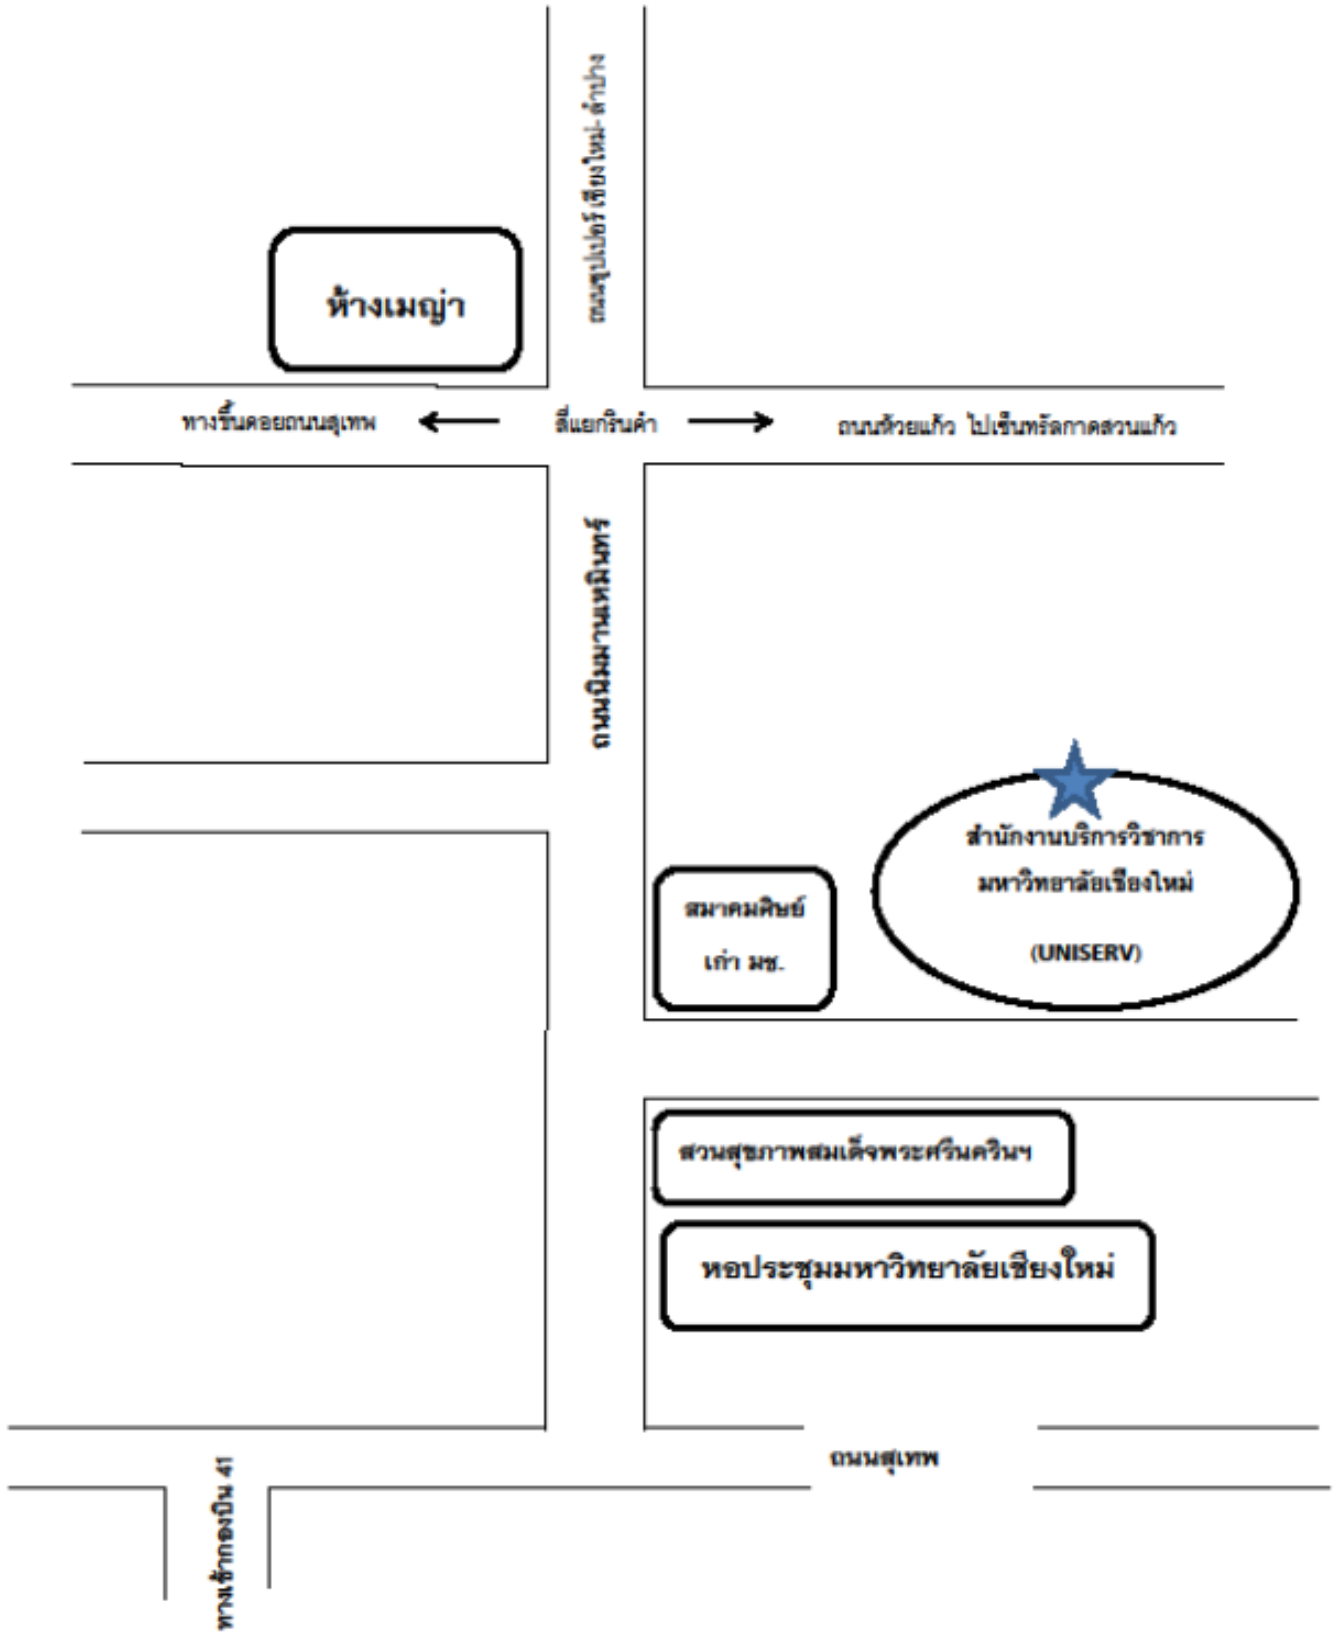 ถนนซุปเปอร์ เชียงใหม่-ลำปาง
ห้างเมญ่า
ทางขึ้นดอยถนนสุเทพ
สี่แยกรินคำ
ถนนห้วยแก้ว ไปเซ็นทรัลกาดสวนแก้ว
ถนนนิมมานเหมินทร์
สำนักงานบริการวิชาการ
มหาวิทยาลัยเชียงใหม่
(UNISERV)
สมาคมศิษย์
เก่า มช.
สวนสุขภาพสมเด็จพระศรีนครินฯ
หอประชุมมหาวิทยาลัยเชียงใหม่
ถนนสุเทพ
ทางเข้ากองบิน 41